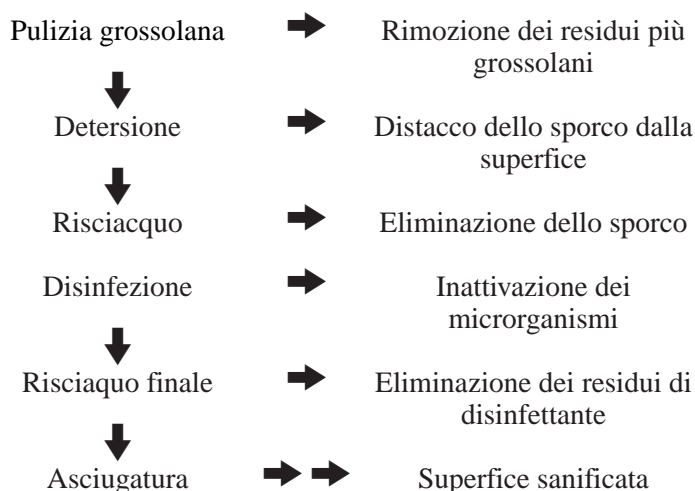 Pulizia grossolana
Rimozione dei residui più
grossolani
Detersione
Distacco dello sporco dalla
superfice
Risciacquo
Eliminazione dello sporco
Disinfezione
Inattivazione dei
microrganismi
Risciaquo finale
Eliminazione dei residui di
disinfettante
Asciugatura
Superfice sanificata